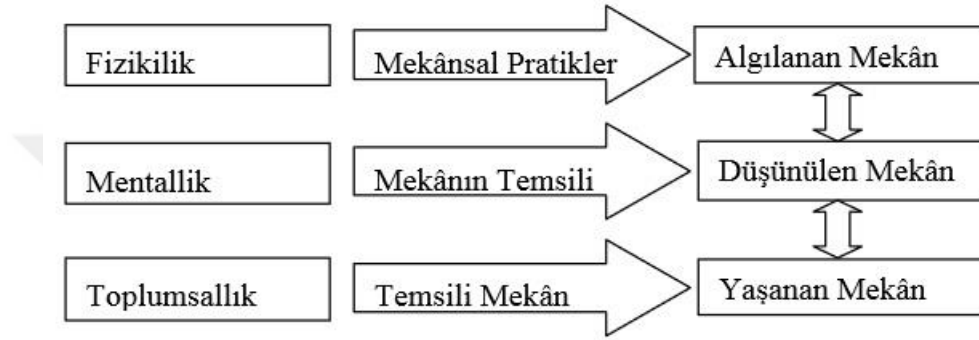 Fizikilik
Mekânsal Pratikler
Algılanan Mekân
Mentallik
Mekânın Temsili
Düşünülen Mekân
Toplumsallık
Temsili Mekân
Yaşanan Mekân